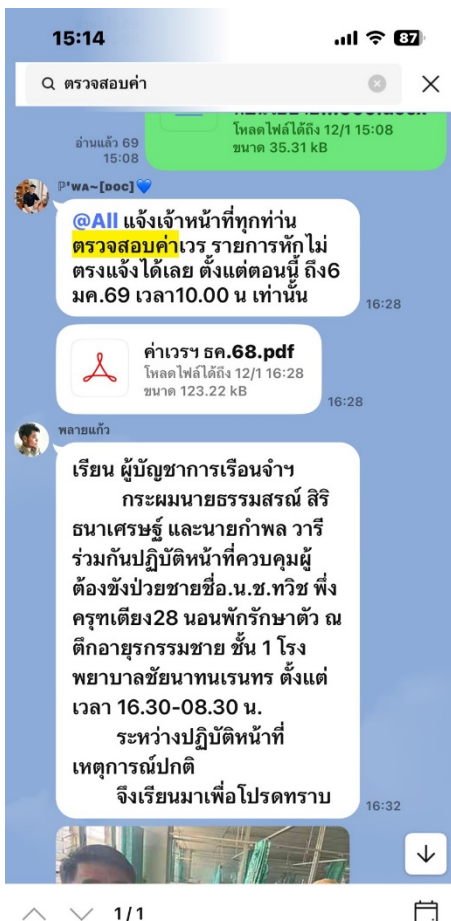 15:14
87
ตรวจสอบค่า
โหลดไฟล์ได้ถึง 12/1 15:08
ขนาด 35.31 kB
อ่านแล้ว 69
15:08
P'WA~[DOC]💙
@All แจ้งเจ้าหน้าที่ทุกท่าน
ตรวจสอบค่าเวร รายการหักไม่
ตรงแจ้งได้เลย ตั้งแต่ตอนนี้ ถึง6
มค.69 เวลา10.00 น เท่านั้น
16:28
ค่าเวรฯ ธค.68.pdf
โหลดไฟล์ได้ถึง 12/1 16:28
ขนาด 123.22 kB
16:28
พลายแก้ว
เรียน ผู้บัญชาการเรือนจำฯ
กระผมนายธรรมสรณ์ สิริ
ธนาเศรษฐ์ และนายกำพล วารี
ร่วมกันปฏิบัติหน้าที่ควบคุมผู้
ต้องขังป่วยชายชื่อ.น.ช.ทวิช พึ่ง
ครุฑเตียง28 นอนพักรักษาตัว ณ
ตึกอายุรกรรมชาย ชั้น 1 โรง
พยาบาลชัยนาทนเรนทร ตั้งแต่
เวลา 16.30-08.30 น.
ระหว่างปฏิบัติหน้าที่
เหตุการณ์ปกติ
จึงเรียนมาเพื่อโปรดทราบ
16:32
1/1